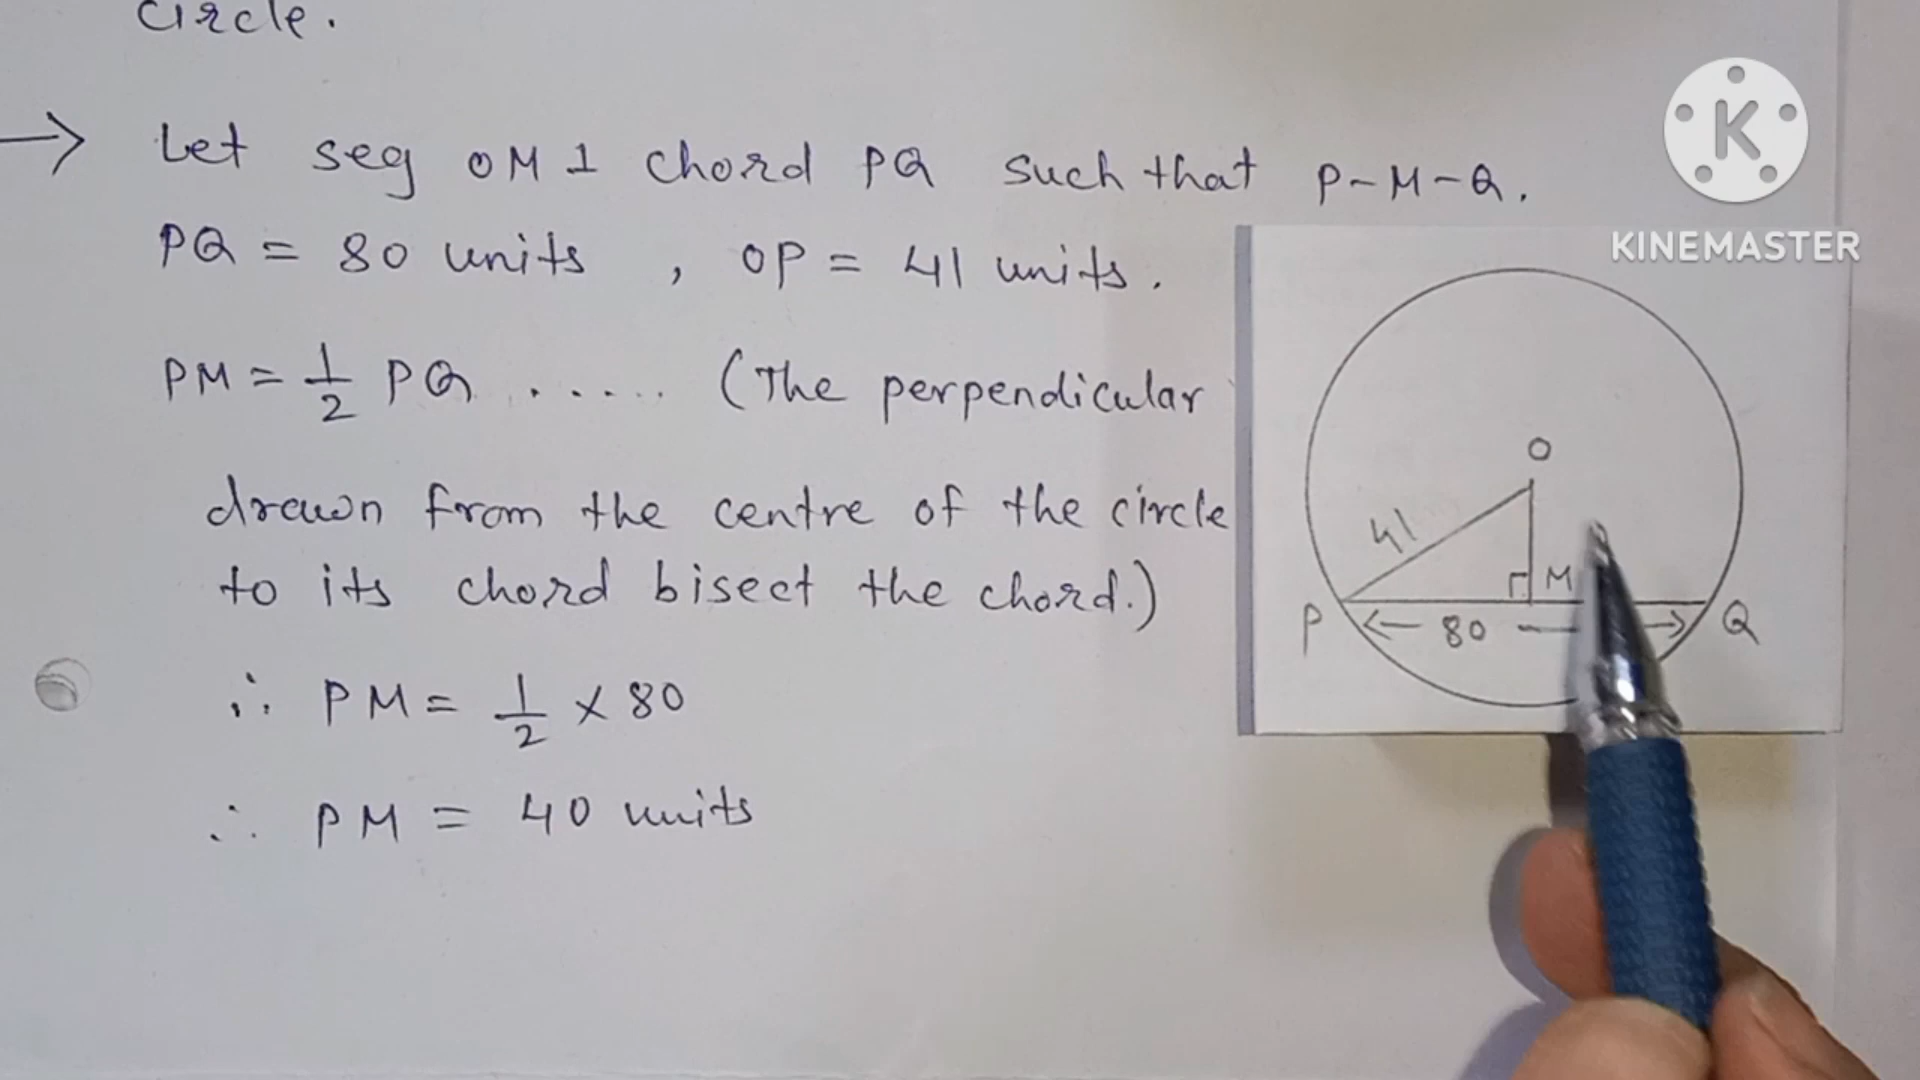 circle.
→ Let seg OM ⊥ chord PQ such that P-M-Q.
PQ = 80 units, OP = 41 units.
PM = 1/2 PQ ..... (The perpendicular
drawn from the centre of the circle
to its chord bisect the chord.)
∴ PM = 1/2 × 80
∴ PM = 40 units
K
KINEMASTER
O
41
M
P
80
Q